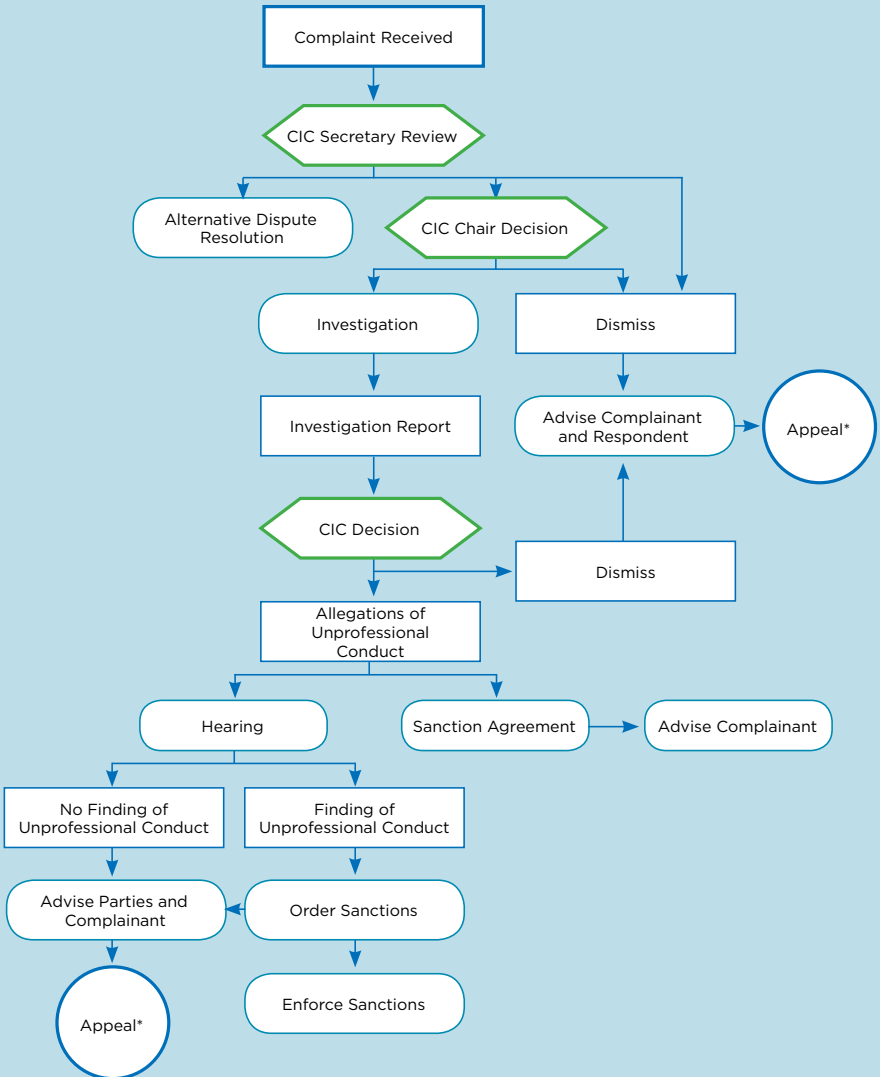 Complaint Received
CIC Secretary Review
Alternative Dispute
Resolution
CIC Chair Decision
Investigation
Dismiss
Investigation Report
Advise Complainant
and Respondent
Appeal*
CIC Decision
Dismiss
Allegations of
Unprofessional
Conduct
Hearing
Sanction Agreement
Advise Complainant
No Finding of
Unprofessional Conduct
Finding of
Unprofessional Conduct
Advise Parties and
Complainant
Order Sanctions
Enforce Sanctions
Appeal*